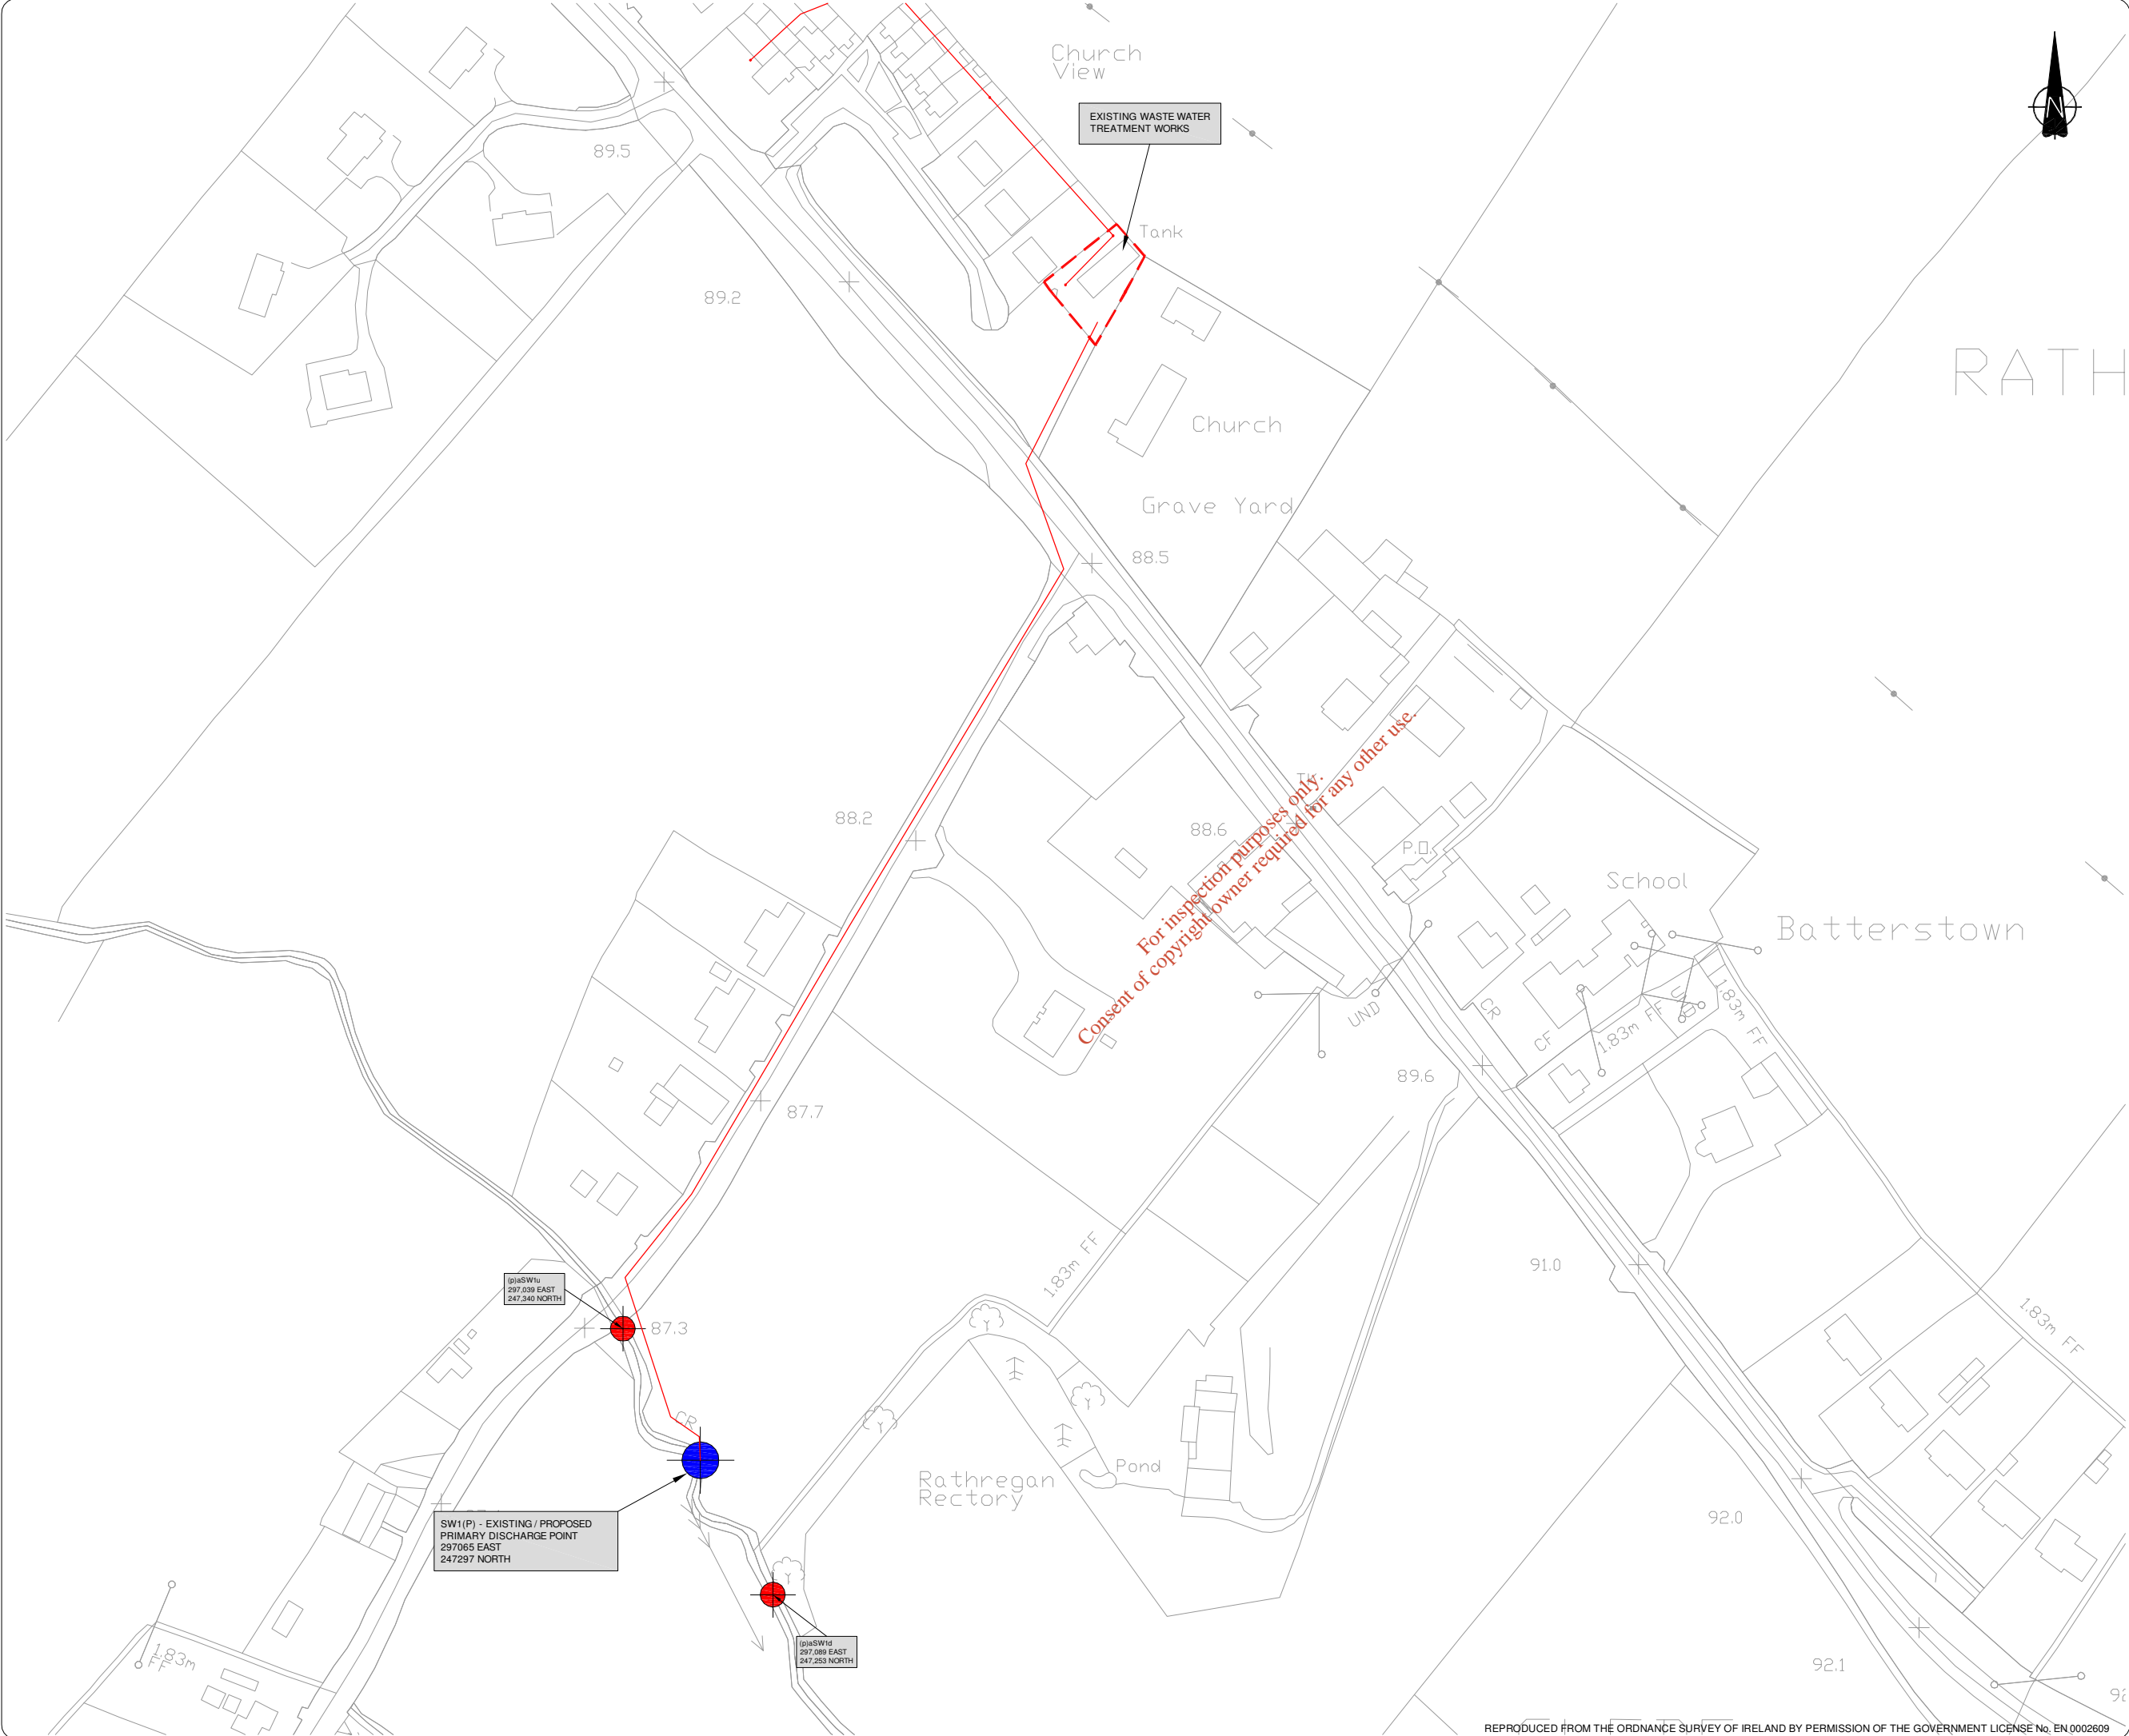 Church
View
N
EXISTING WASTE WATER
TREATMENT WORKS
89.5
Tank
89.2
RATH
Church
Grave Yard
88.5
For inspection purposes only.
Consent of copyright owner required for any other use.
88.2
88.6
P.O.
School
Batterstown
UND
CR
CF
1.83m FF
UND
1.83m FF
89.6
87.7
1.83m FF
91.0
(p)aSW1u
297,039 EAST
247,340 NORTH
87.3
1.83m FF
CR
Pond
Rathregan
Rectory
SW1(P) - EXISTING / PROPOSED
PRIMARY DISCHARGE POINT
297065 EAST
247297 NORTH
92.0
(p)aSW1d
297,089 EAST
247,253 NORTH
1.83m
FF
92.1
REPRODUCED FROM THE ORDNANCE SURVEY OF IRELAND BY PERMISSION OF THE GOVERNMENT LICENSE No. EN 0002609